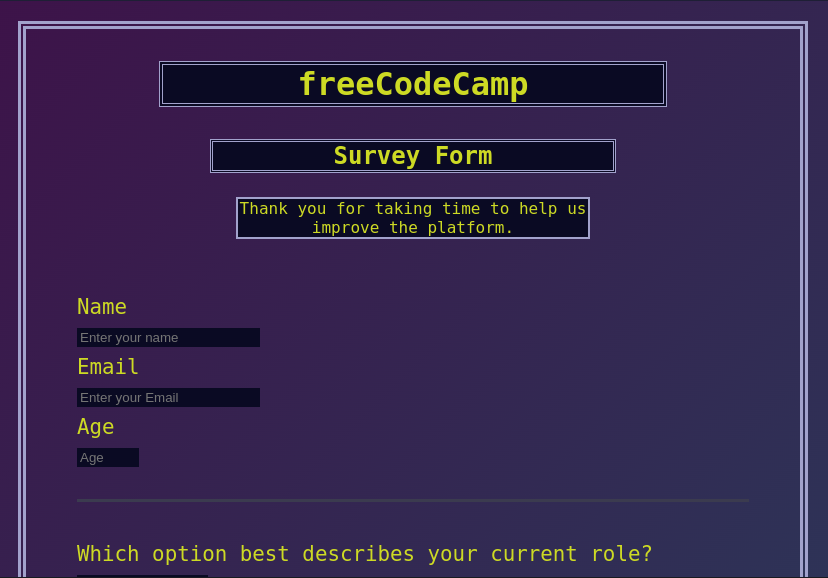 freeCodeCamp
Survey Form
Thank you for taking time to help us
improve the platform.
Name
Enter your name
Email
Enter your Email
Age
Age
Which option best describes your current role?